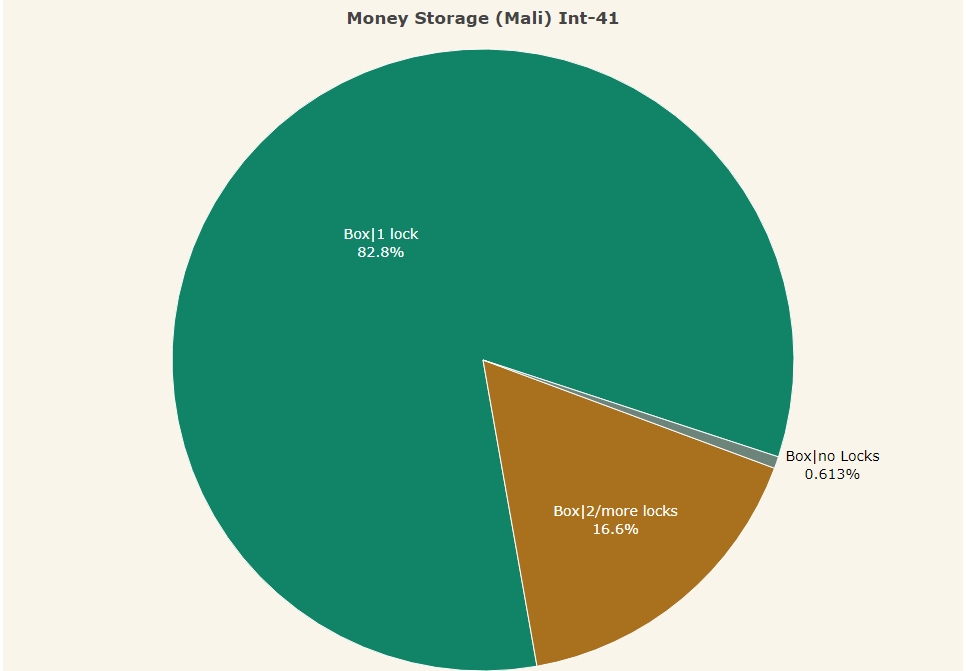 Money Storage (Mali) Int-41
Box|1 lock
82.8%
Box|no Locks
0.613%
Box|2/more locks
16.6%